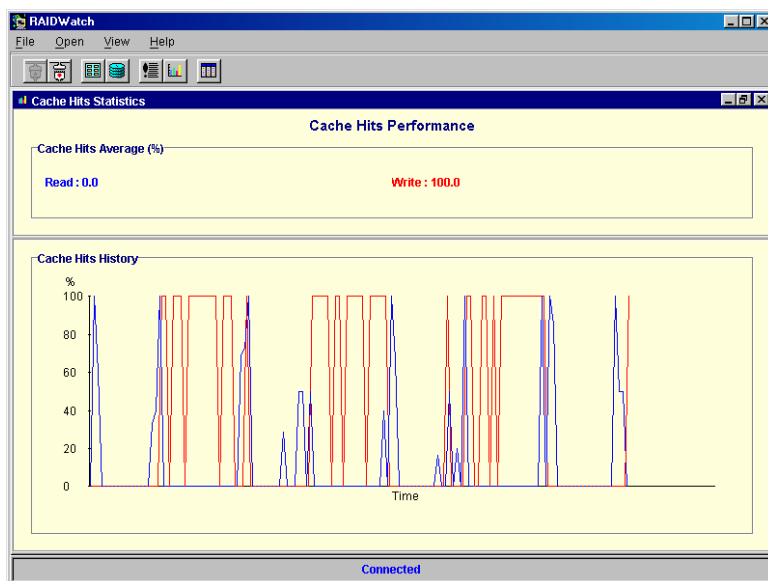 RAIDWatch
File Open View Help
Cache Hits Statistics
Cache Hits Performance
Cache Hits Average (%)
Read : 0.0 Write : 100.0
Cache Hits History
%
100
80
60
40
20
0
Time
Connected